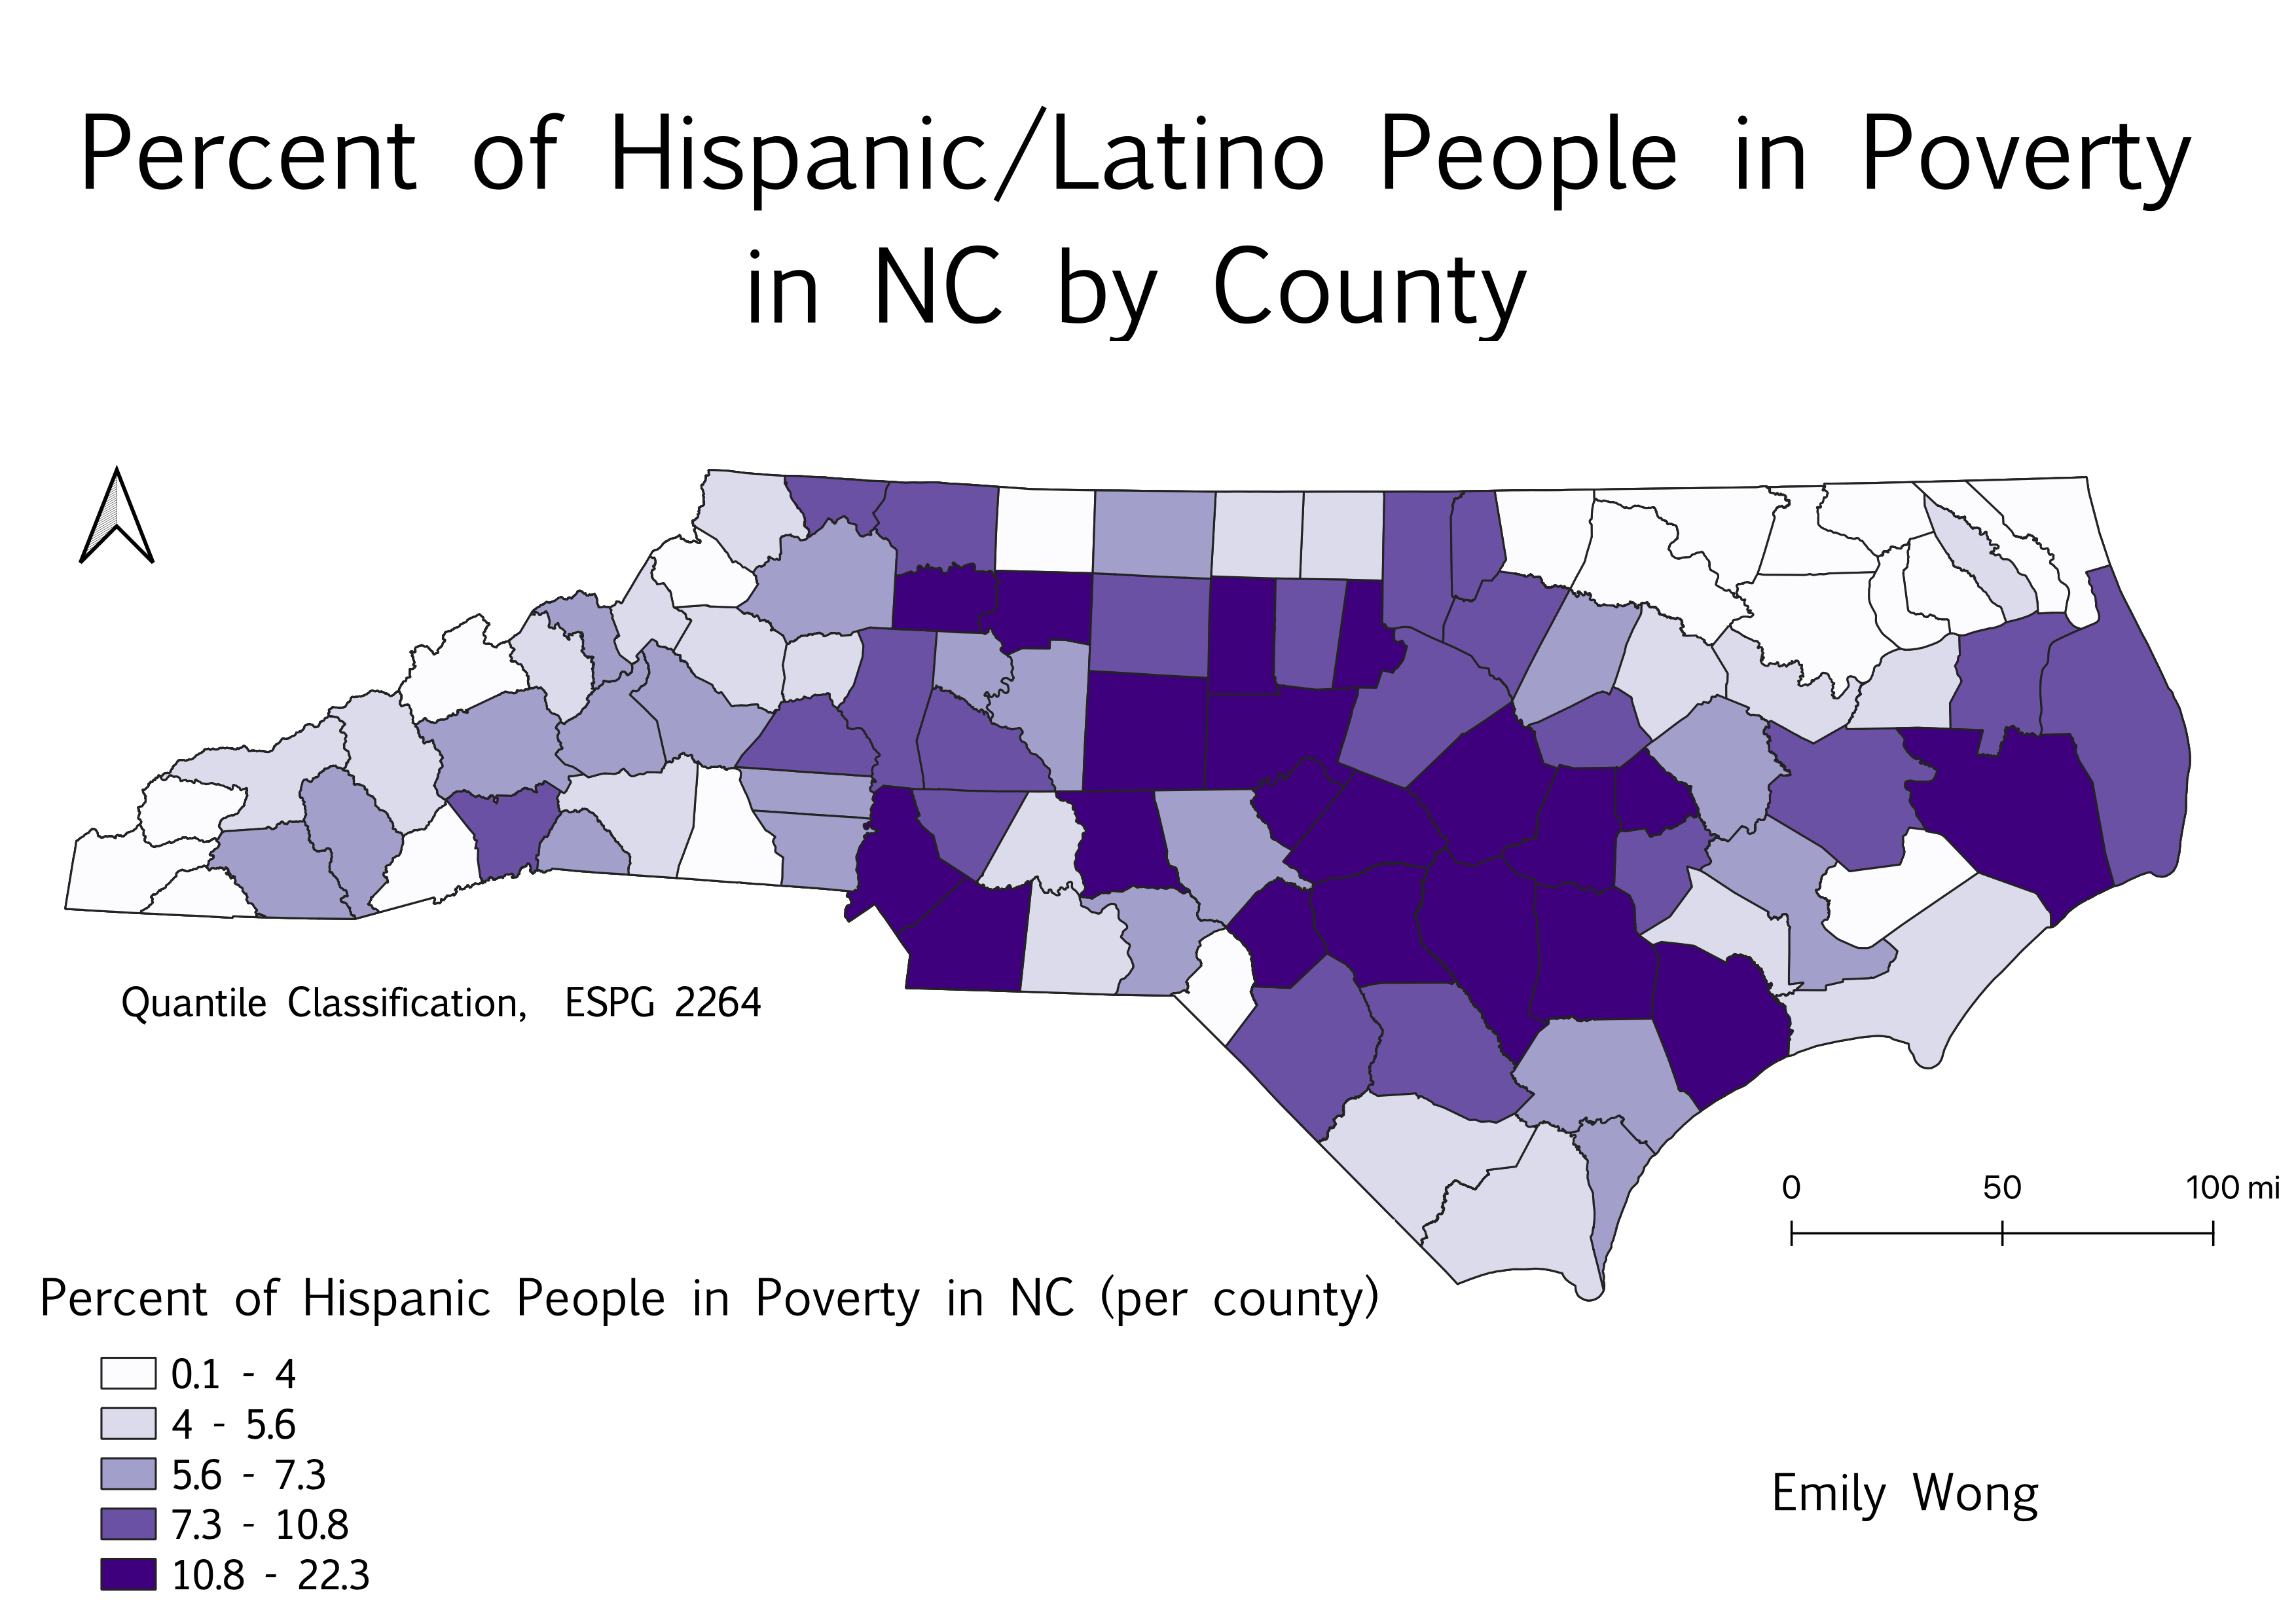 Percent of Hispanic/Latino People in Poverty
in NC by County
Quantile Classification, ESPG 2264
0 50 100 mi
Percent of Hispanic People in Poverty in NC (per county)
0.1 - 4
4 - 5.6
5.6 - 7.3
7.3 - 10.8
10.8 - 22.3
Emily Wong